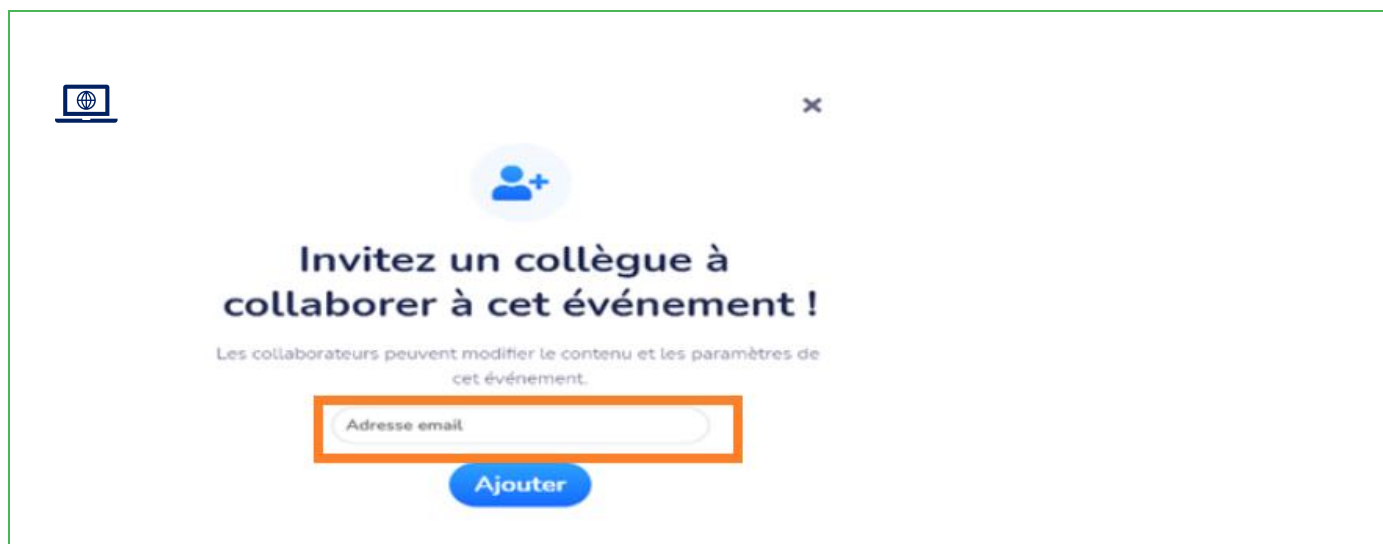 Invitez un collègue à
collaborer à cet événement !
Les collaborateurs peuvent modifier le contenu et les paramètres de
cet événement.
Adresse email
Ajouter